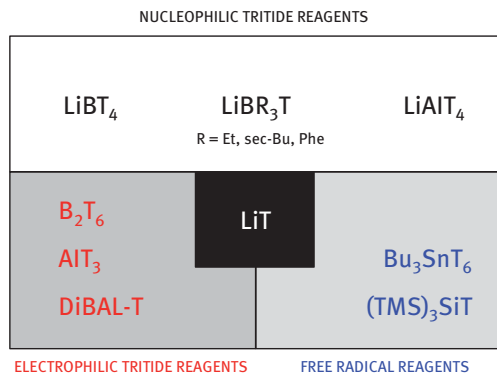 NUCLEOPHILIC TRITIDE REAGENTS
LiBT₄ LiBR₃T LiAlT₄
R = Et, sec-Bu, Phe
B₂T₆
LiT
AlT₃
Bu₃SnT₆
DiBAL-T
(TMS)₃SiT
ELECTROPHILIC TRITIDE REAGENTS FREE RADICAL REAGENTS